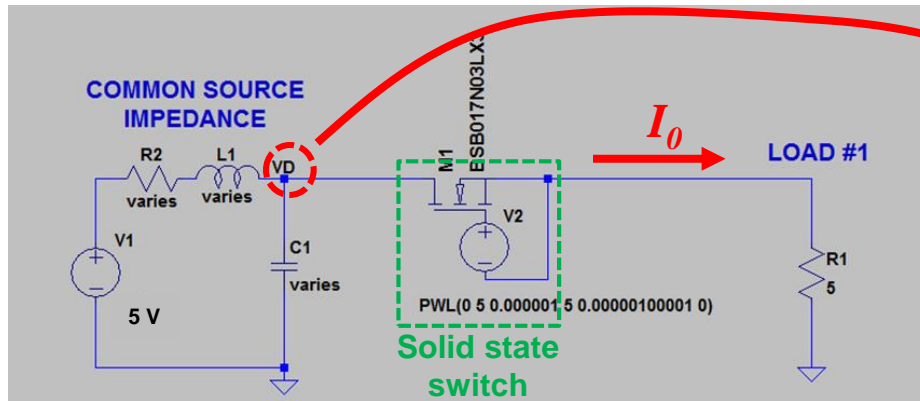 COMMON SOURCE
IMPEDANCE
R2
L1
VD
varies
varies
V1
5 V
C1
varies
M1
V2
PWL(0 5 0.000001 5 0.00000100001 0)
Solid state
switch
I0
LOAD #1
R1
5